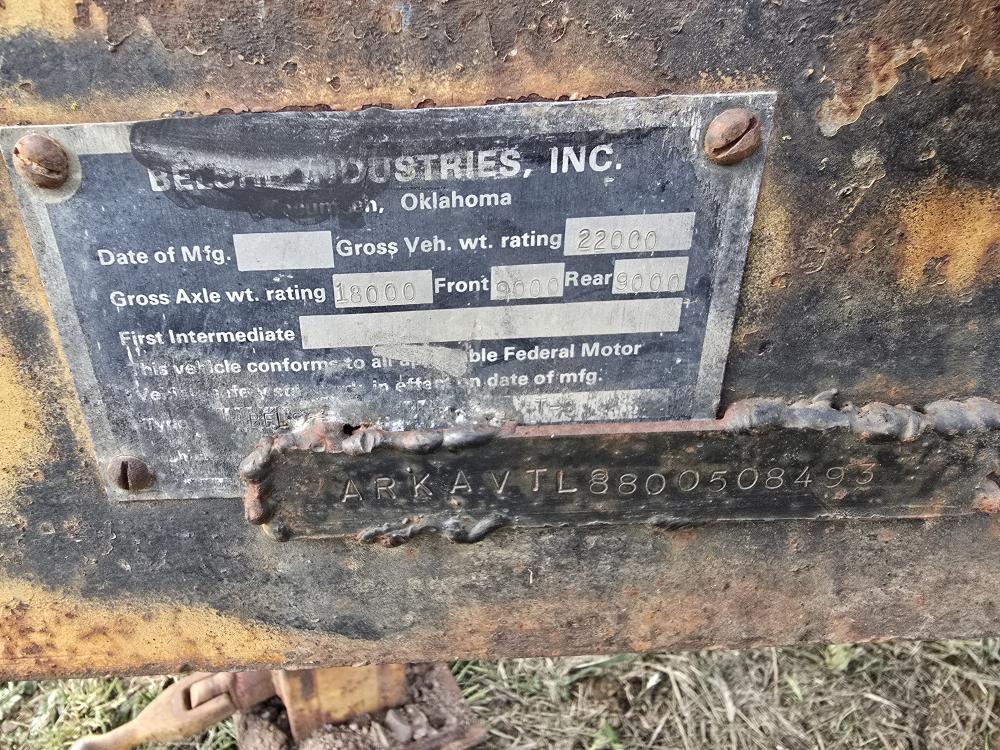 INDUSTRIES, INC.
Oklahoma
Date of Mfg. Gross Veh. wt. rating 22000
Gross Axle wt. rating 18000 Front 9000 Rear 9000
First Intermediate
This vehicle conforms to all Federal Motor
in effect on date of mfg.
Type
ARKAVTL8800508493